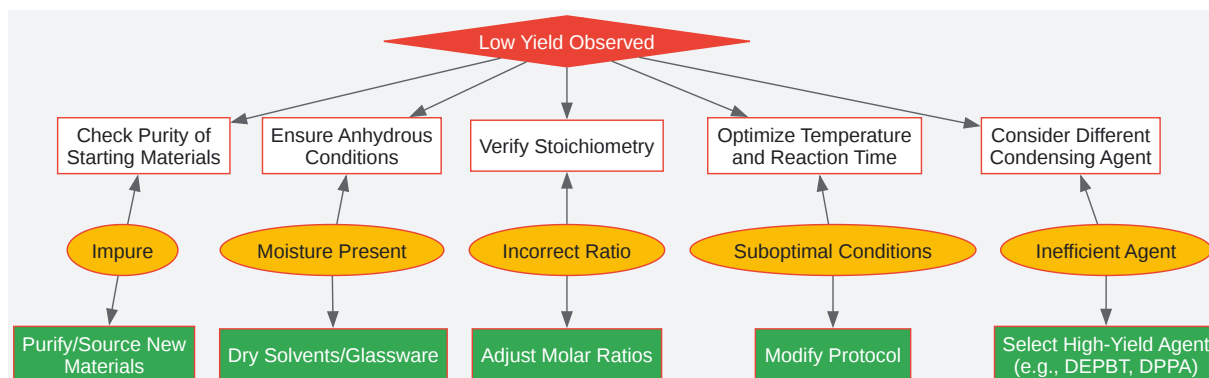 Low Yield Observed
Check Purity of
Starting Materials
Ensure Anhydrous
Conditions
Verify Stoichiometry
Optimize Temperature
and Reaction Time
Consider Different
Condensing Agent
Impure
Moisture Present
Incorrect Ratio
Suboptimal Conditions
Inefficient Agent
Purify/Source New
Materials
Dry Solvents/Glassware
Adjust Molar Ratios
Modify Protocol
Select High-Yield Agent
(e.g., DEPBT, DPPA)